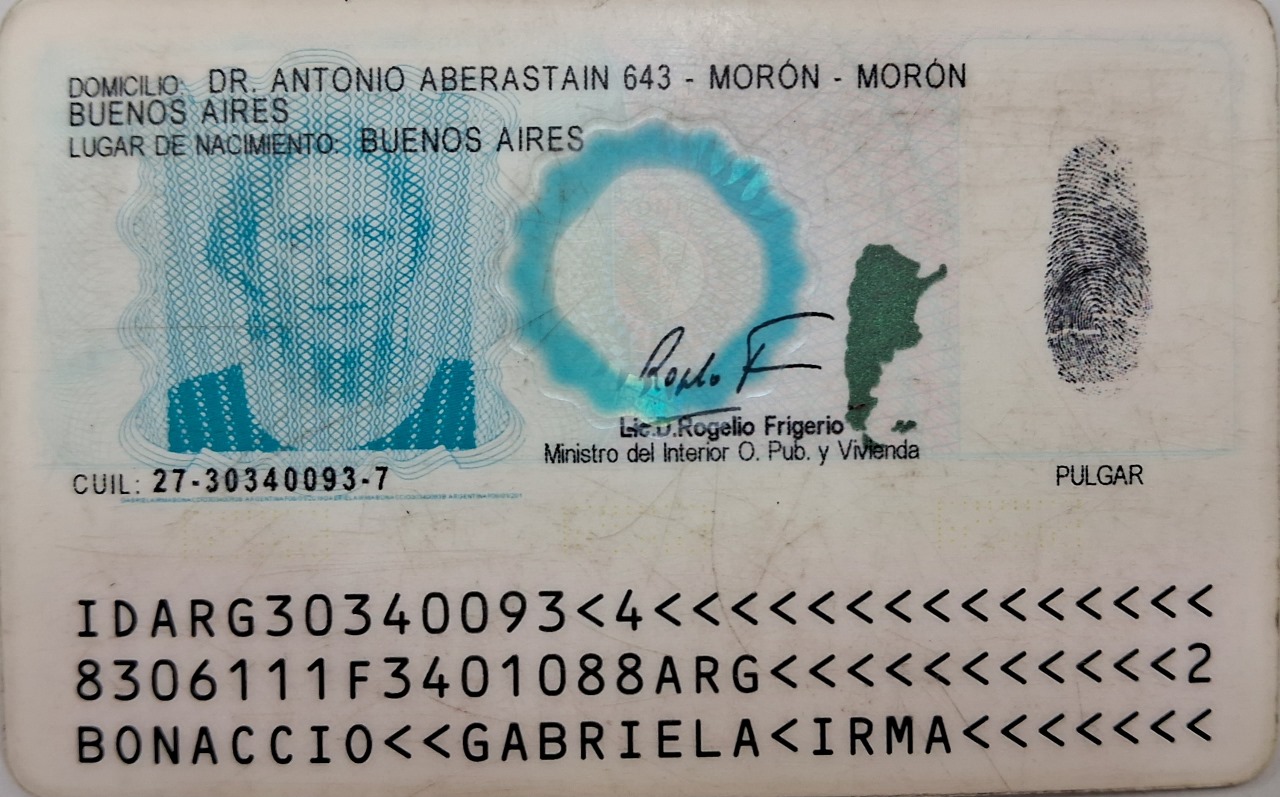 DOMICILIO: DR. ANTONIO ABERASTAIN 643 - MORÓN - MORÓN
BUENOS AIRES
LUGAR DE NACIMIENTO: BUENOS AIRES
Lic.D.Rogelio Frigerio
Ministro del Interior O. Pub. y Vivienda
CUIL: 27-30340093-7
PULGAR
IDARG30340093<4<<<<<<<<<<<<<<<
8306111F3401088ARG<<<<<<<<<<<2
BONACCIO<<GABRIELA<IRMA<<<<<<<